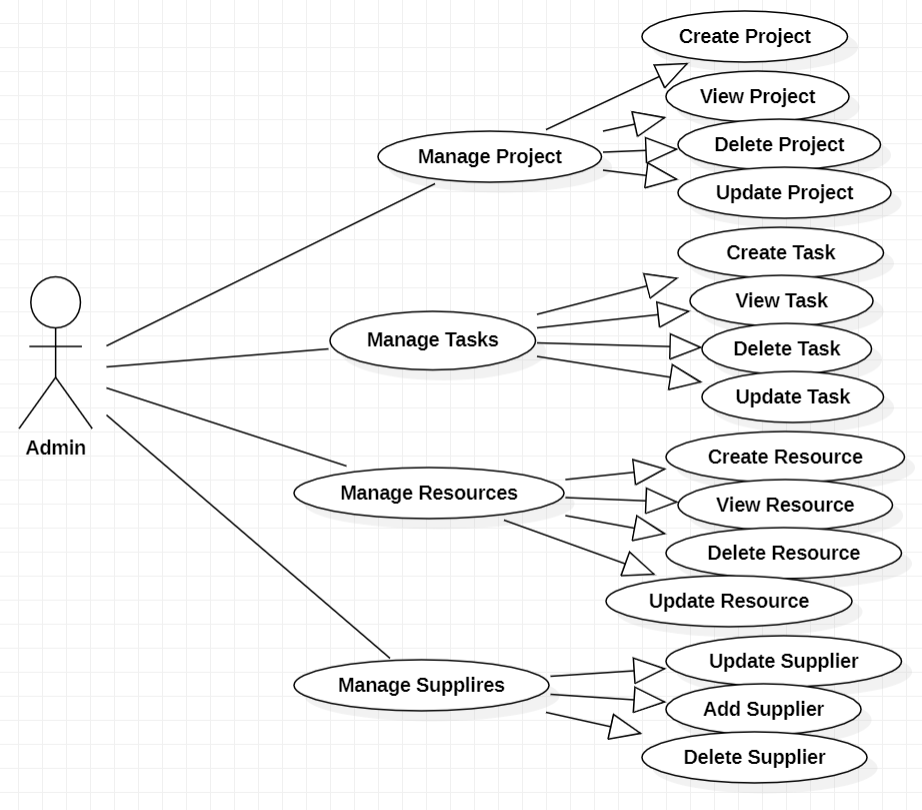 Create Project
View Project
Delete Project
Manage Project
Update Project
Create Task
View Task
Manage Tasks
Delete Task
Update Task
Admin
Create Resource
Manage Resources
View Resource
Delete Resource
Update Resource
Update Supplier
Manage Supplires
Add Supplier
Delete Supplier